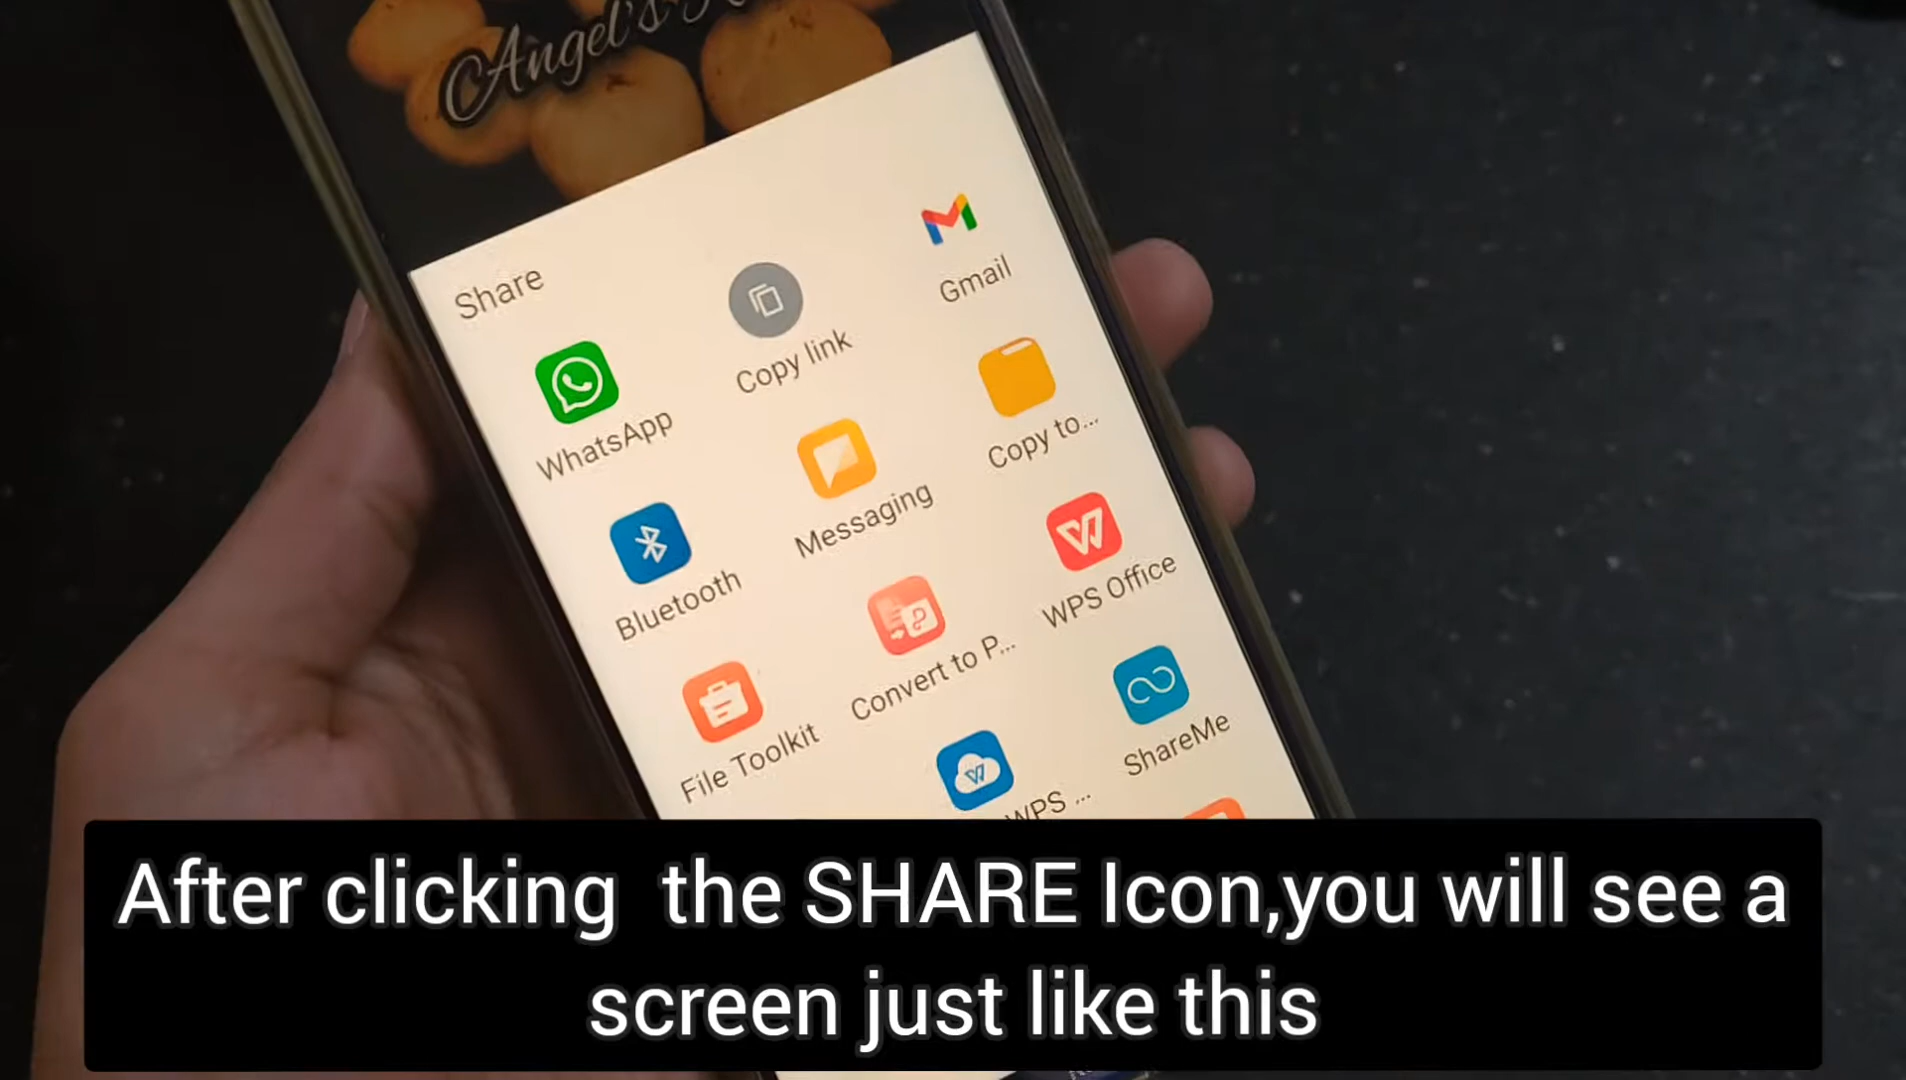 Angel's
Share
WhatsApp
Copy link
Gmail
Bluetooth
Messaging
Copy to...
File Toolkit
Convert to P...
WPS Office
WPS ...
ShareMe
After clicking  the SHARE Icon,you will see a
screen just like this